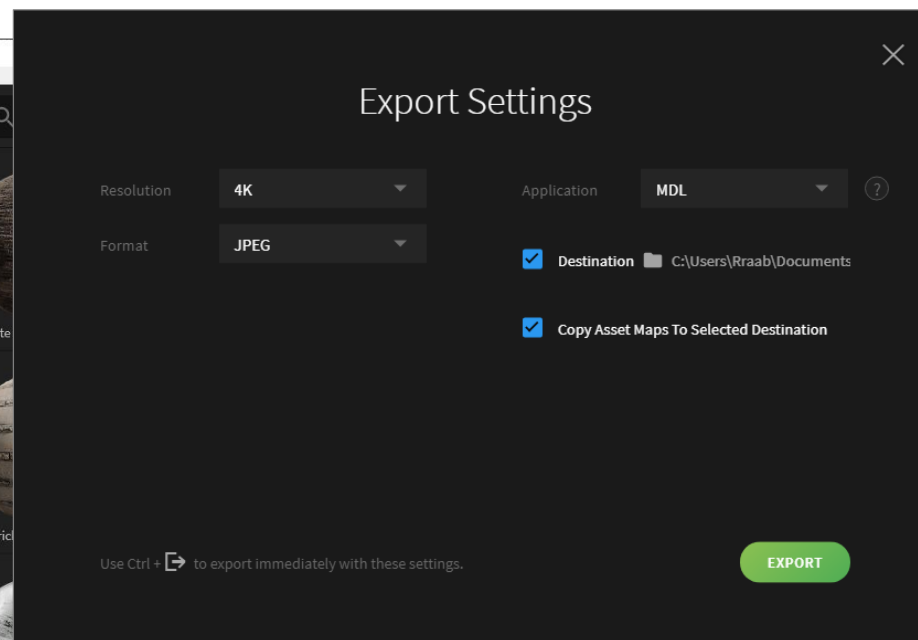 Export Settings
Resolution
4K
Application
MDL
?
Format
JPEG
Destination
C:\Users\Rraab\Documents
Copy Asset Maps To Selected Destination
Use Ctrl + to export immediately with these settings.
EXPORT